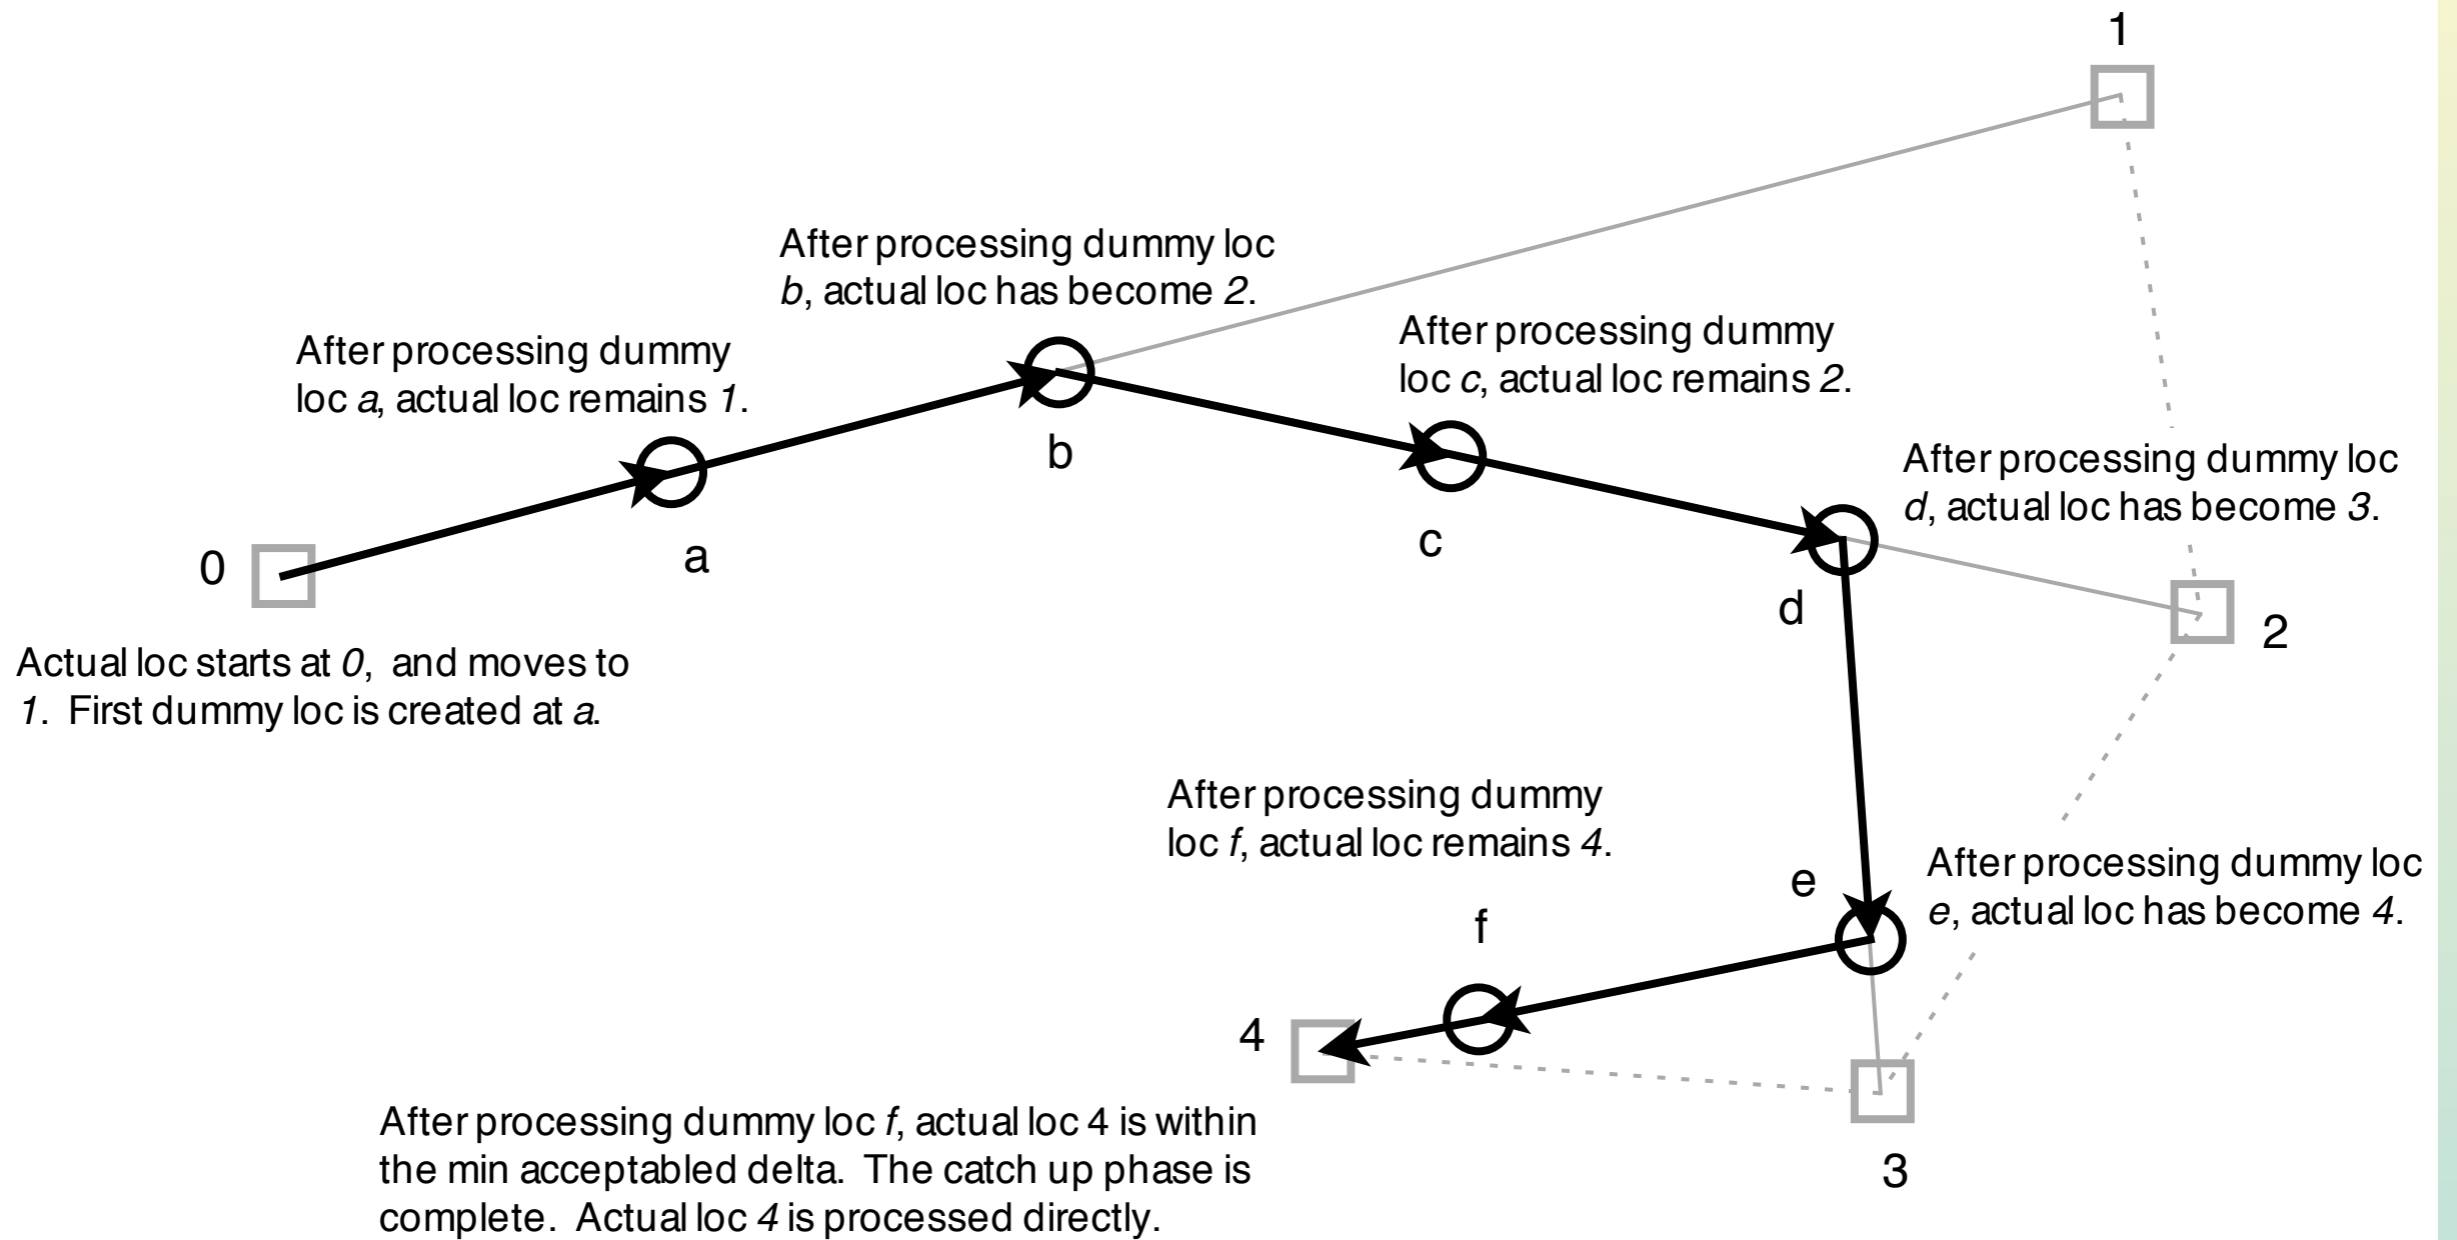 1
After processing dummy loc
b, actual loc has become 2.
After processing dummy
loc c, actual loc remains 2.
After processing dummy
loc a, actual loc remains 1.
b
After processing dummy loc
d, actual loc has become 3.
c
a
0
d
2
Actual loc starts at 0, and moves to
1. First dummy loc is created at a.
After processing dummy
loc f, actual loc remains 4.
After processing dummy loc
e, actual loc has become 4.
e
f
4
3
After processing dummy loc f, actual loc 4 is within
the min acceptabled delta. The catch up phase is
complete. Actual loc 4 is processed directly.